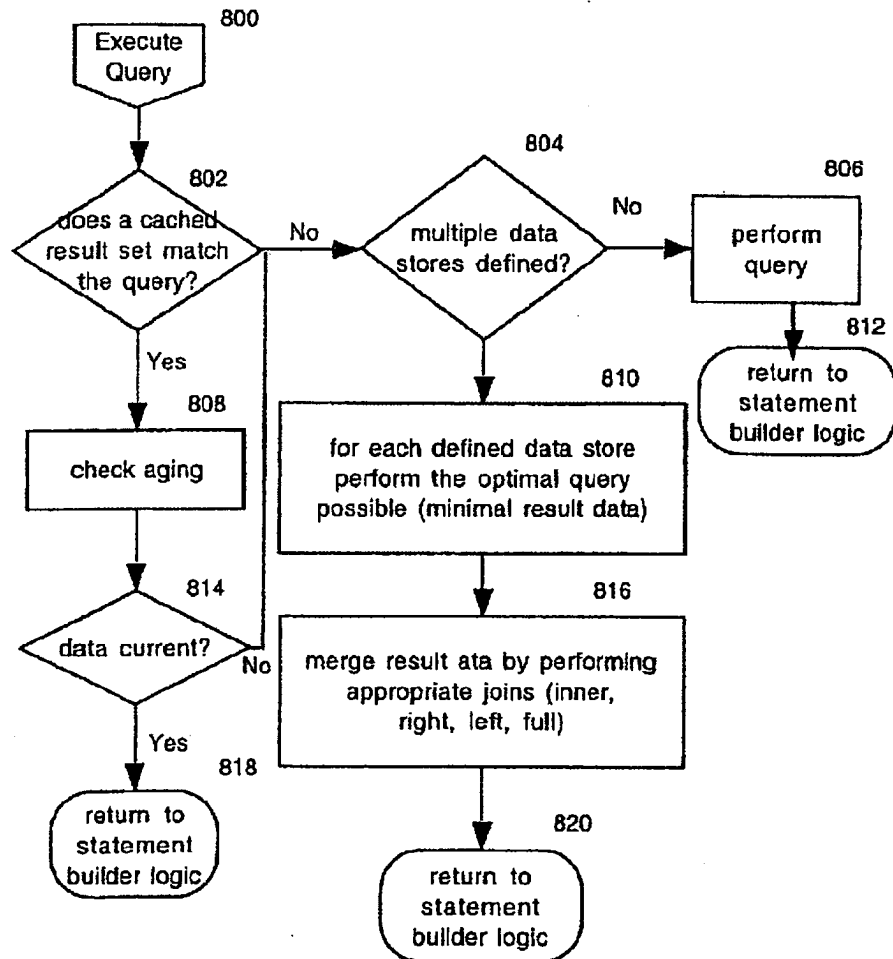 800
Execute
Query
802
does a cached
result set match
the query?
No
804
multiple data
stores defined?
No
806
perform
query
812
return to
statement
builder logic
Yes
808
check aging
810
for each defined data store
perform the optimal query
possible (minimal result data)
814
data current?
No
816
merge result ata by performing
appropriate joins (inner,
right, left, full)
Yes
818
return to
statement
builder logic
820
return to
statement
builder logic